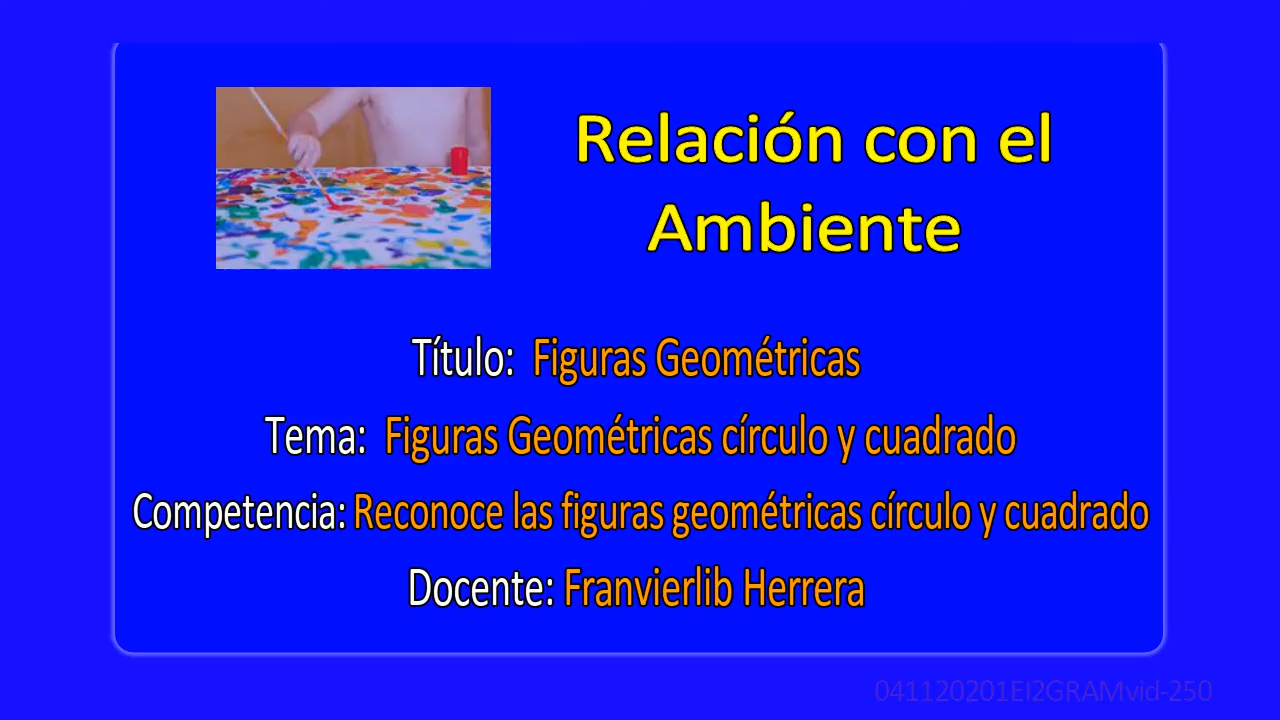 Relación con el
Ambiente
Título: Figuras Geométricas
Tema: Figuras Geométricas círculo y cuadrado
Competencia: Reconoce las figuras geométricas círculo y cuadrado
Docente: Franvierlib Herrera
041120201EI2GRAMvid-250